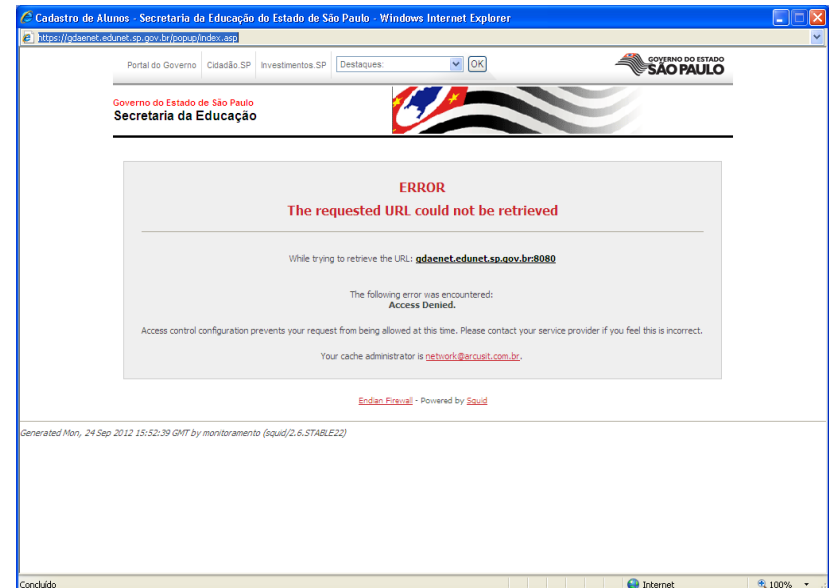 Cadastro de Alunos - Secretaria da Educação do Estado de São Paulo - Windows Internet Explorer
https://gdaenet.edunet.sp.gov.br/popup/index.asp
Portal do Governo Cidadão.SP Investimentos.SP Destaques: OK
GOVERNO DO ESTADO
SÃO PAULO
Governo do Estado de São Paulo
Secretaria da Educação
ERROR
The requested URL could not be retrieved
While trying to retrieve the URL: gdaenet.edunet.sp.gov.br:8080
The following error was encountered:
Access Denied.
Access control configuration prevents your request from being allowed at this time. Please contact your service provider if you feel this is incorrect.
Your cache administrator is network@arcusit.com.br.
Endian Firewall - Powered by Squid
Generated Mon, 24 Sep 2012 15:52:39 GMT by monitoramento (squid/2.6.STABLE22)
Concluído Internet 100%